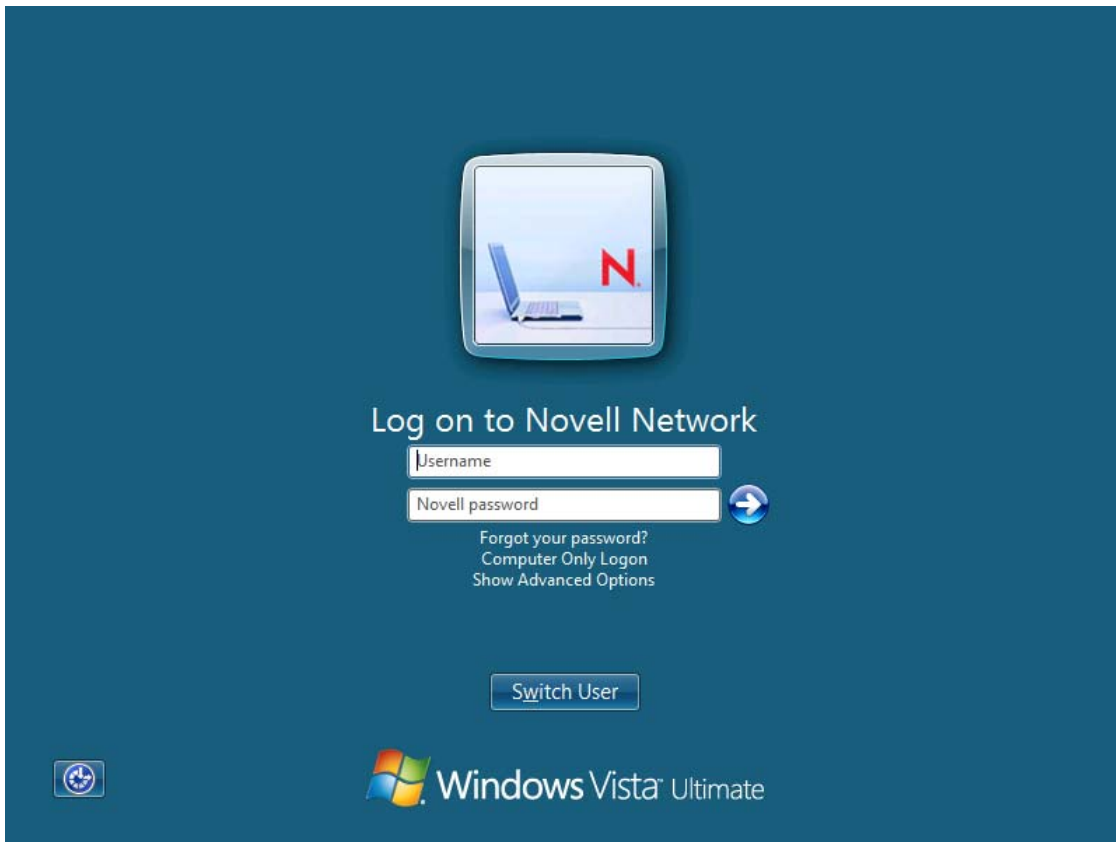 N
Log on to Novell Network
Username
Novell password
Forgot your password?
Computer Only Logon
Show Advanced Options
Switch User
Windows Vista™ Ultimate